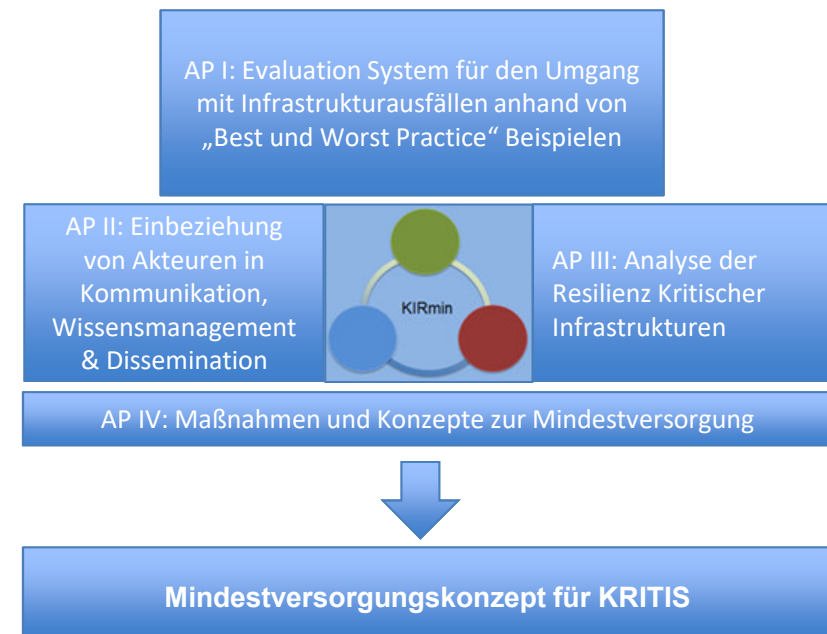 AP I: Evaluation System für den Umgang
mit Infrastrukturausfällen anhand von
„Best und Worst Practice“ Beispielen
AP II: Einbeziehung
von Akteuren in
Kommunikation,
Wissensmanagement
& Dissemination
KIRmin
AP III: Analyse der
Resilienz Kritischer
Infrastrukturen
AP IV: Maßnahmen und Konzepte zur Mindestversorgung
Mindestversorgungskonzept für KRITIS